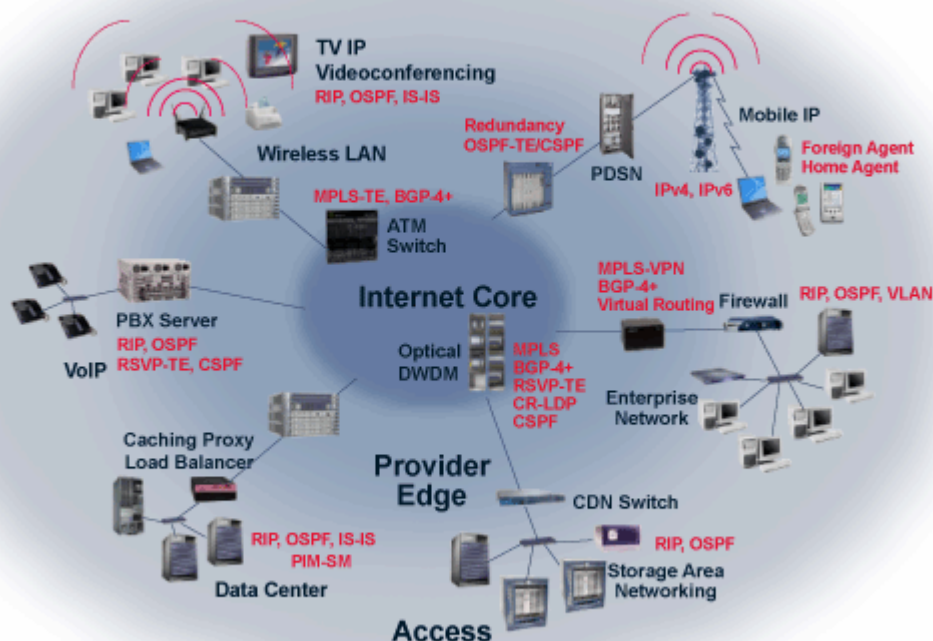 TV IP
Videoconferencing
RIP, OSPF, IS-IS
Wireless LAN
MPLS-TE, BGP-4+
ATM
Switch
Redundancy
OSPF-TE/CSPF
PDSN
Mobile IP
Foreign Agent
Home Agent
IPv4, IPv6
Internet Core
MPLS-VPN
BGP-4+
Virtual Routing
Firewall
RIP, OSPF, VLAN
PBX Server
RIP, OSPF
RSVP-TE, CSPF
VoIP
Optical
DWDM
MPLS
BGP-4+
RSVP-TE
CR-LDP
CSPF
Enterprise
Network
Caching Proxy
Load Balancer
Provider
Edge
CDN Switch
RIP, OSPF, IS-IS
PIM-SM
Data Center
RIP, OSPF
Storage Area
Networking
Access